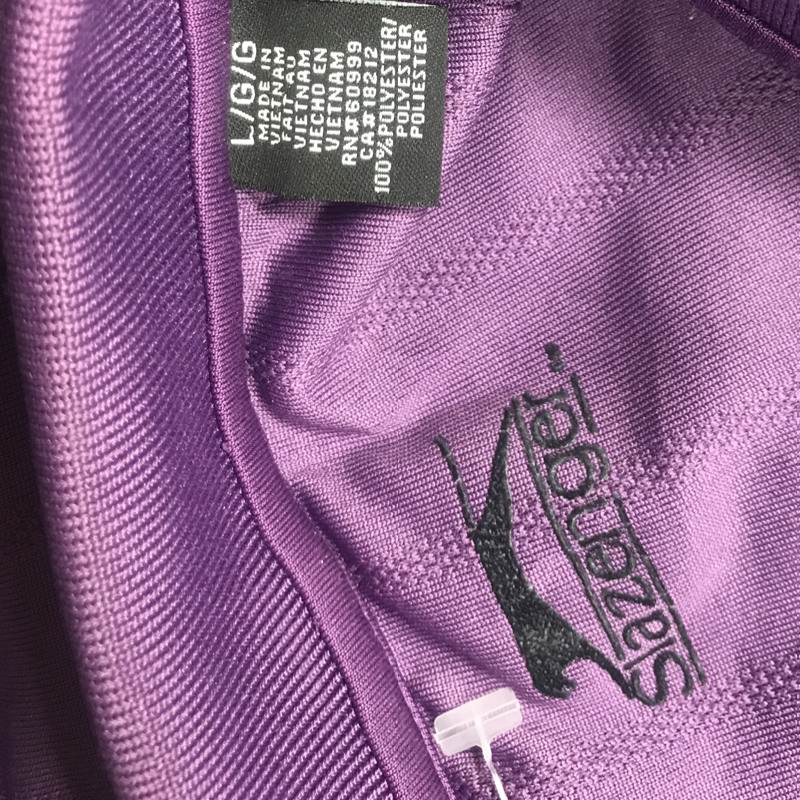 L/G/G
MADE IN
VIETNAM
FAIT AU
VIETNAM
HECHO EN
VIETNAM
RN#60999
CA#18212
100%POLYESTER/
POLYESTER
POLIESTER
Slazenger